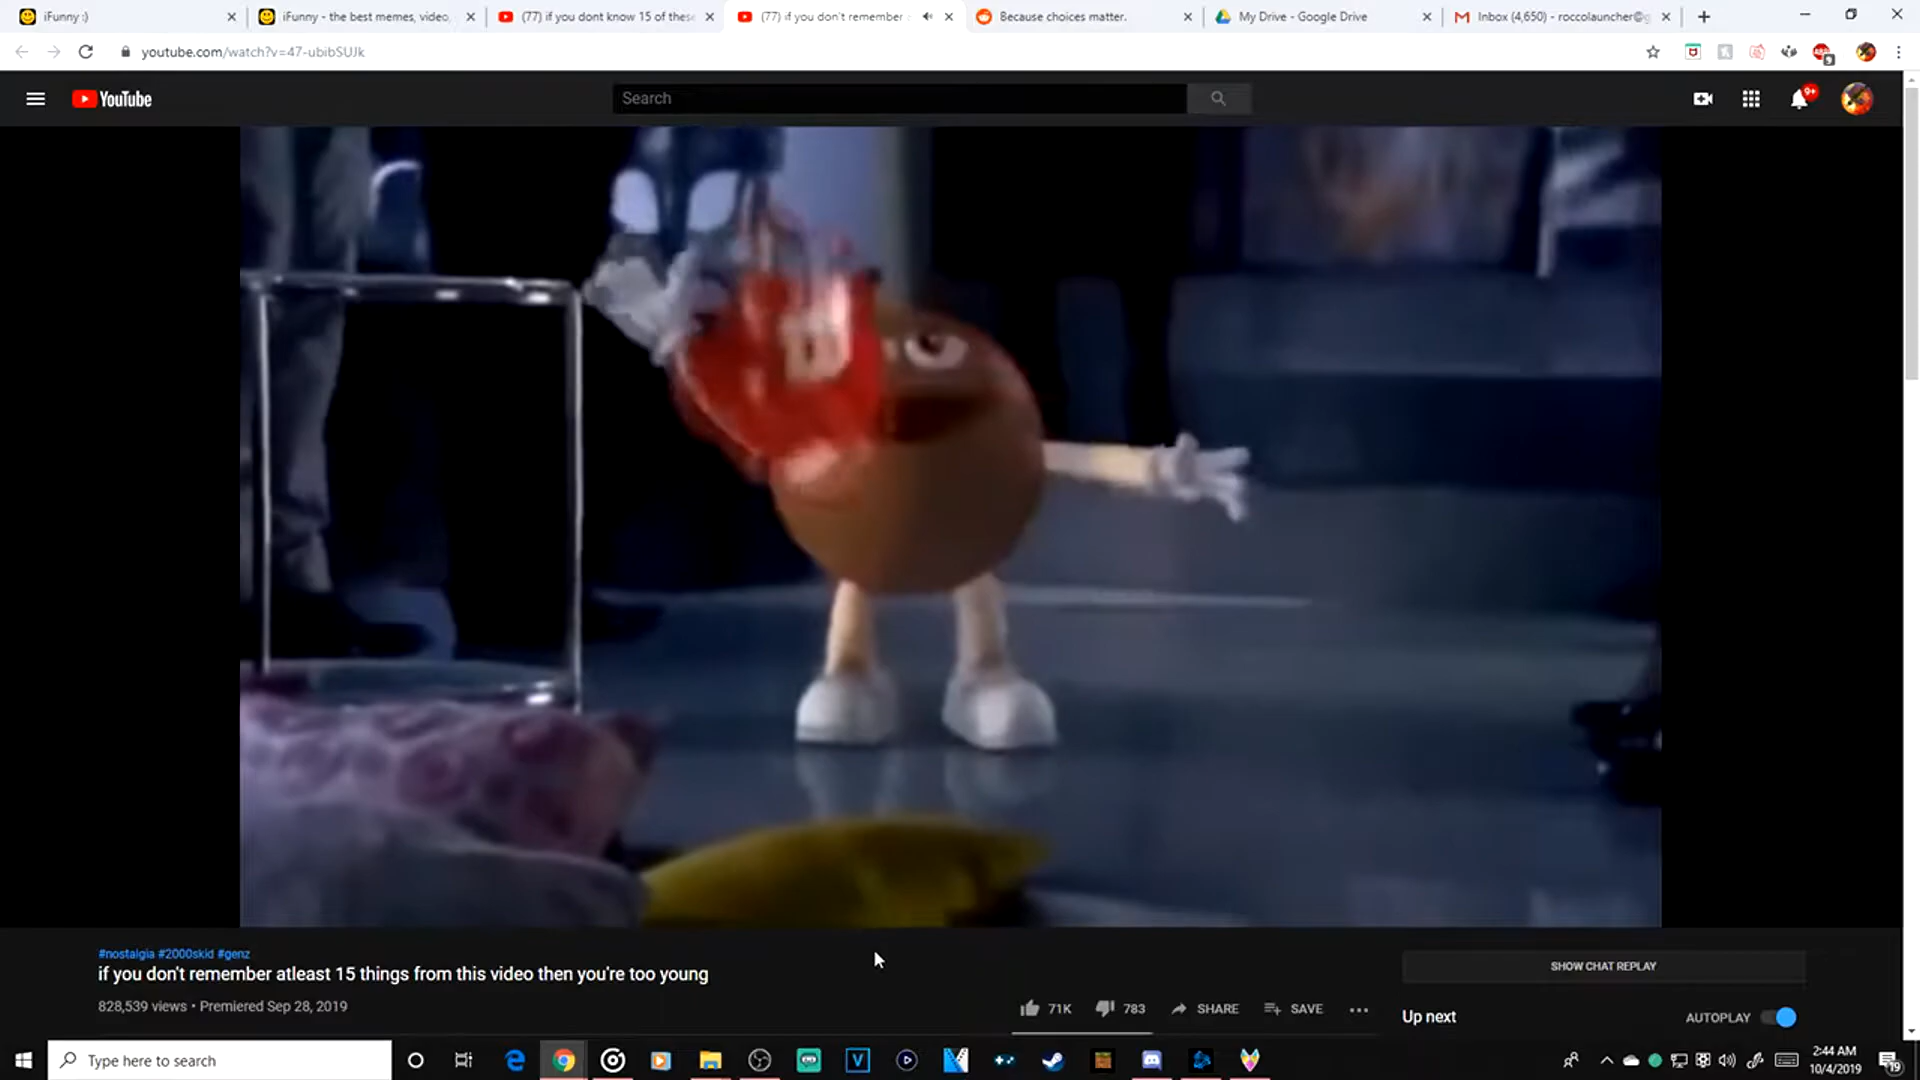 iFunny :)
iFunny - the best memes, video,
(77) if you dont know 15 of these
(77) if you don't remember
Because choices matter.
My Drive - Google Drive
Inbox (4,650) - roccolauncher@g
youtube.com/watch?v=47-ubibSUJk
YouTube
Search
9+
#nostalgia #2000skid #genz
if you don't remember atleast 15 things from this video then you're too young
828,539 views • Premiered Sep 28, 2019
71K
783
SHARE
SAVE
SHOW CHAT REPLAY
Up next
AUTOPLAY
Type here to search
2:44 AM
10/4/2019
19